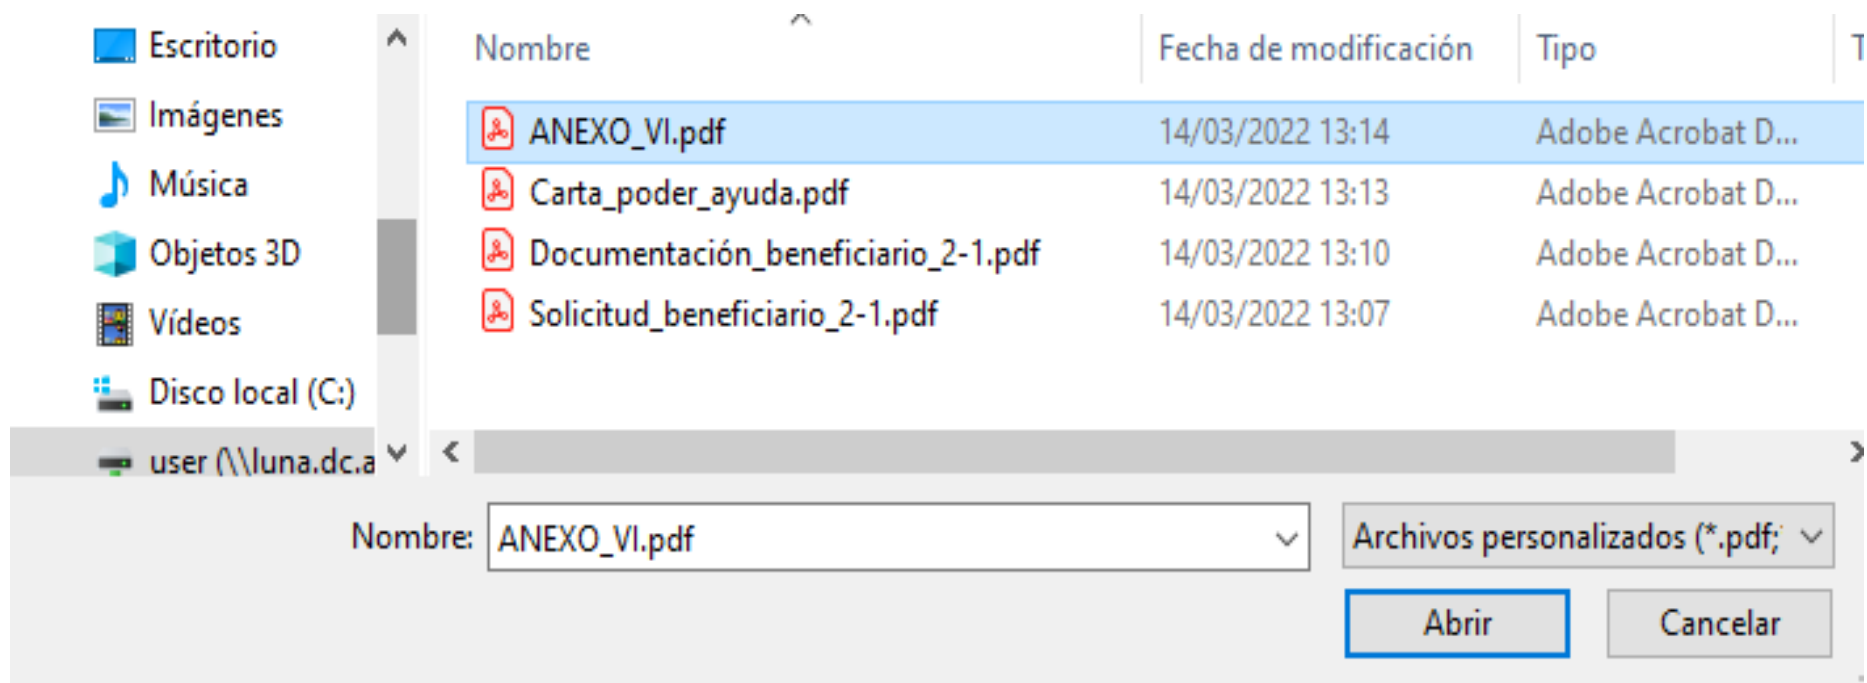 Escritorio
Imágenes
Música
Objetos 3D
Vídeos
Disco local (C:)
user (\\luna.dc.a
Nombre Fecha de modificación Tipo T
ANEXO_VI.pdf 14/03/2022 13:14 Adobe Acrobat D...
Carta_poder_ayuda.pdf 14/03/2022 13:13 Adobe Acrobat D...
Documentación_beneficiario_2-1.pdf 14/03/2022 13:10 Adobe Acrobat D...
Solicitud_beneficiario_2-1.pdf 14/03/2022 13:07 Adobe Acrobat D...
Nombre: ANEXO_VI.pdf Archivos personalizados (*.pdf;
Abrir Cancelar